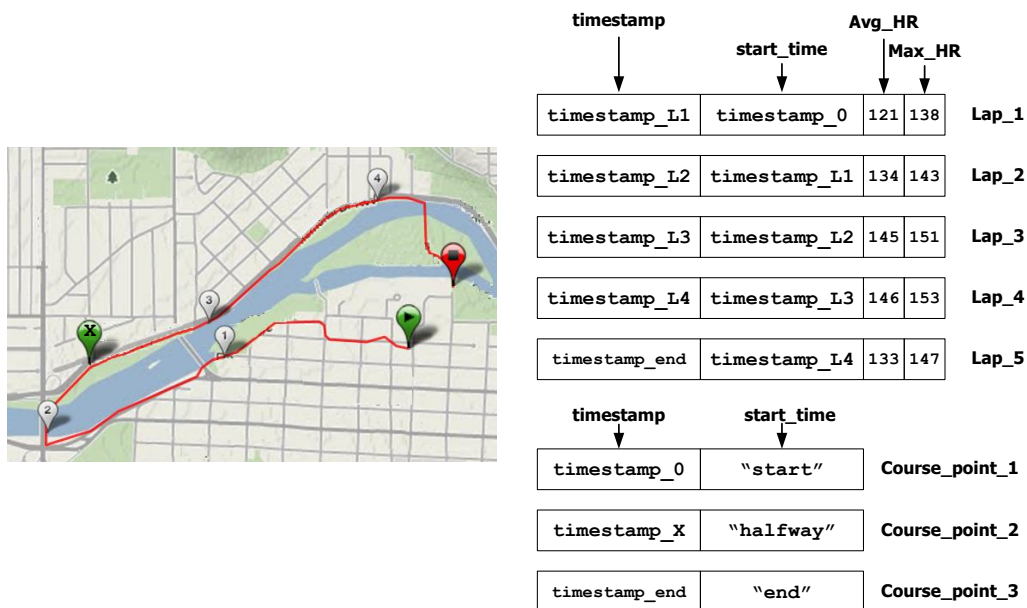 timestamp
Avg_HR
start_time
Max_HR
timestamp_L1 timestamp_0 121 138 Lap_1
timestamp_L2 timestamp_L1 134 143 Lap_2
timestamp_L3 timestamp_L2 145 151 Lap_3
timestamp_L4 timestamp_L3 146 153 Lap_4
timestamp_end timestamp_L4 133 147 Lap_5
timestamp start_time
timestamp_0 “start” Course_point_1
timestamp_X “halfway” Course_point_2
timestamp_end “end” Course_point_3
4
3
X
1
2